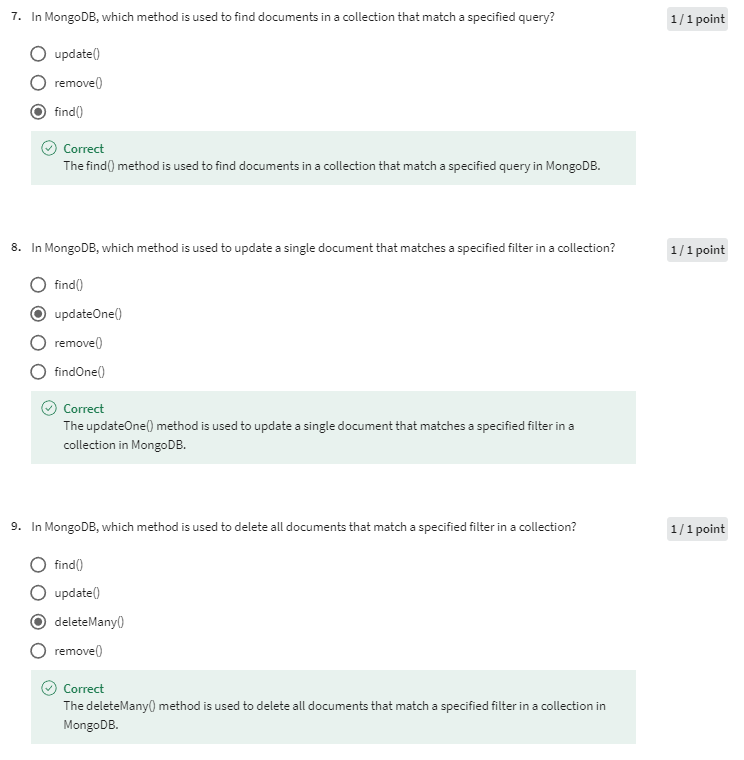 7. In MongoDB, which method is used to find documents in a collection that match a specified query?
1 / 1 point
update()
remove()
find()
Correct
The find() method is used to find documents in a collection that match a specified query in MongoDB.
8. In MongoDB, which method is used to update a single document that matches a specified filter in a collection?
1 / 1 point
find()
updateOne()
remove()
findOne()
Correct
The updateOne() method is used to update a single document that matches a specified filter in a
collection in MongoDB.
9. In MongoDB, which method is used to delete all documents that match a specified filter in a collection?
1 / 1 point
find()
update()
deleteMany()
remove()
Correct
The deleteMany() method is used to delete all documents that match a specified filter in a collection in
MongoDB.